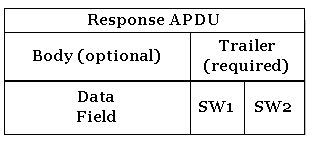 Response APDU
Body (optional)
Trailer
(required)
Data
Field
SW1
SW2